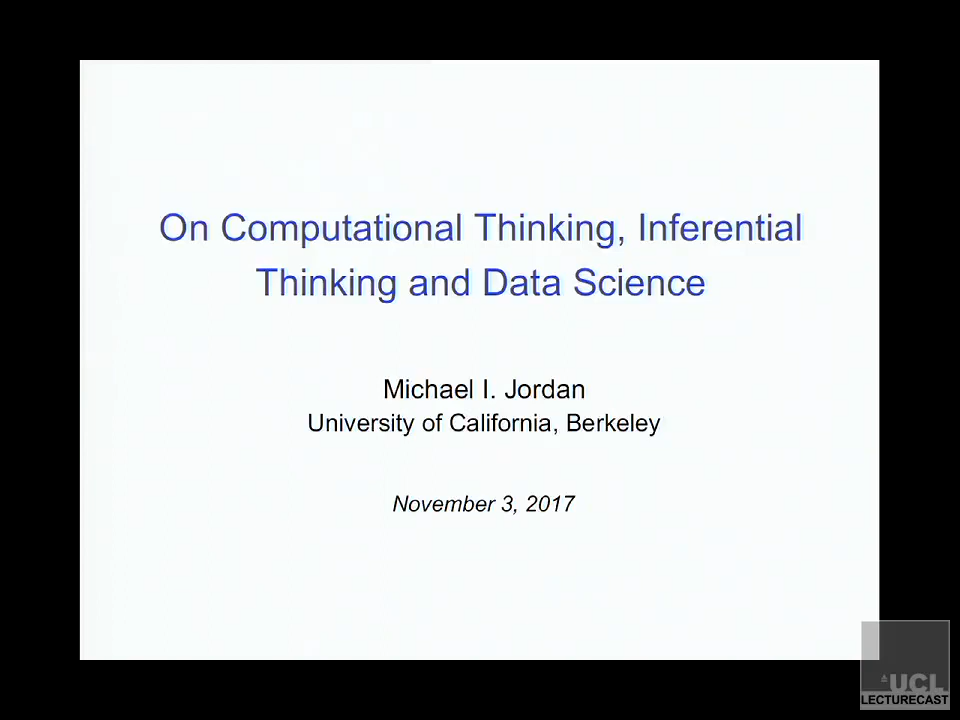 On Computational Thinking, Inferential
Thinking and Data Science
Michael I. Jordan
University of California, Berkeley
November 3, 2017
UCL
LECTURECAST